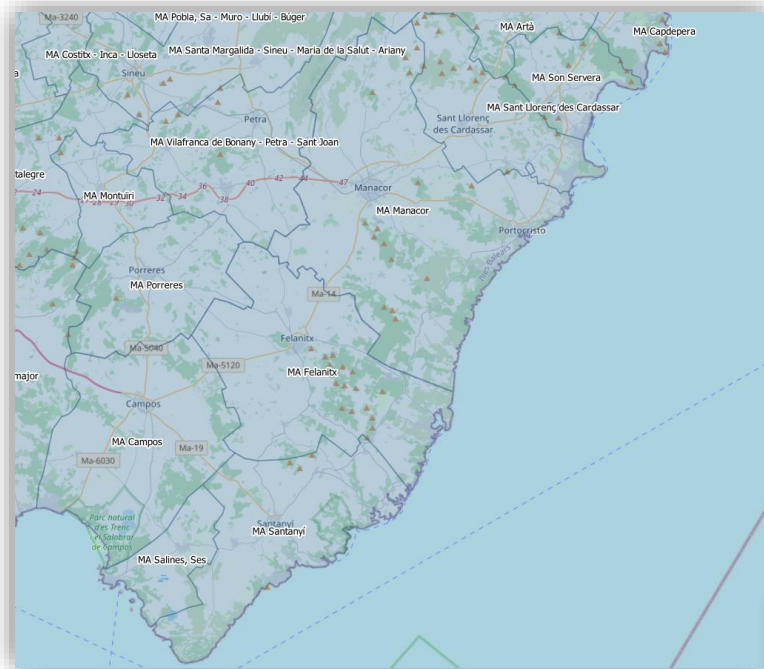 Ma-3240
MA Pobla, Sa - Muro - Llubí - Búger
MA Artà
MA Capdepera
MA Costitx - Inca - Lloseta
MA Santa Margalida - Sineu - Maria de la Salut - Ariany
a
Sineu
MA Son Servera
MA Sant Llorenç des Cardassar
Petra
Sant Llorenç
des Cardassar
MA Vilafranca de Bonany - Petra - Sant Joan
talegre
24
MA Montuïri
32
34
36
38
40
42
44
47
Manacor
MA Manacor
Portocristo
Illes Balears
Porreres
MA Porreres
Ma-14
Felanitx
Ma-5040
Ma-5120
major
MA Felanitx
Campos
MA Campos
Ma-19
Ma-6030
Parc natural
d'es Trenc
i el Salobrar
de Campos
Santanyí
MA Santanyí
MA Salines, Ses